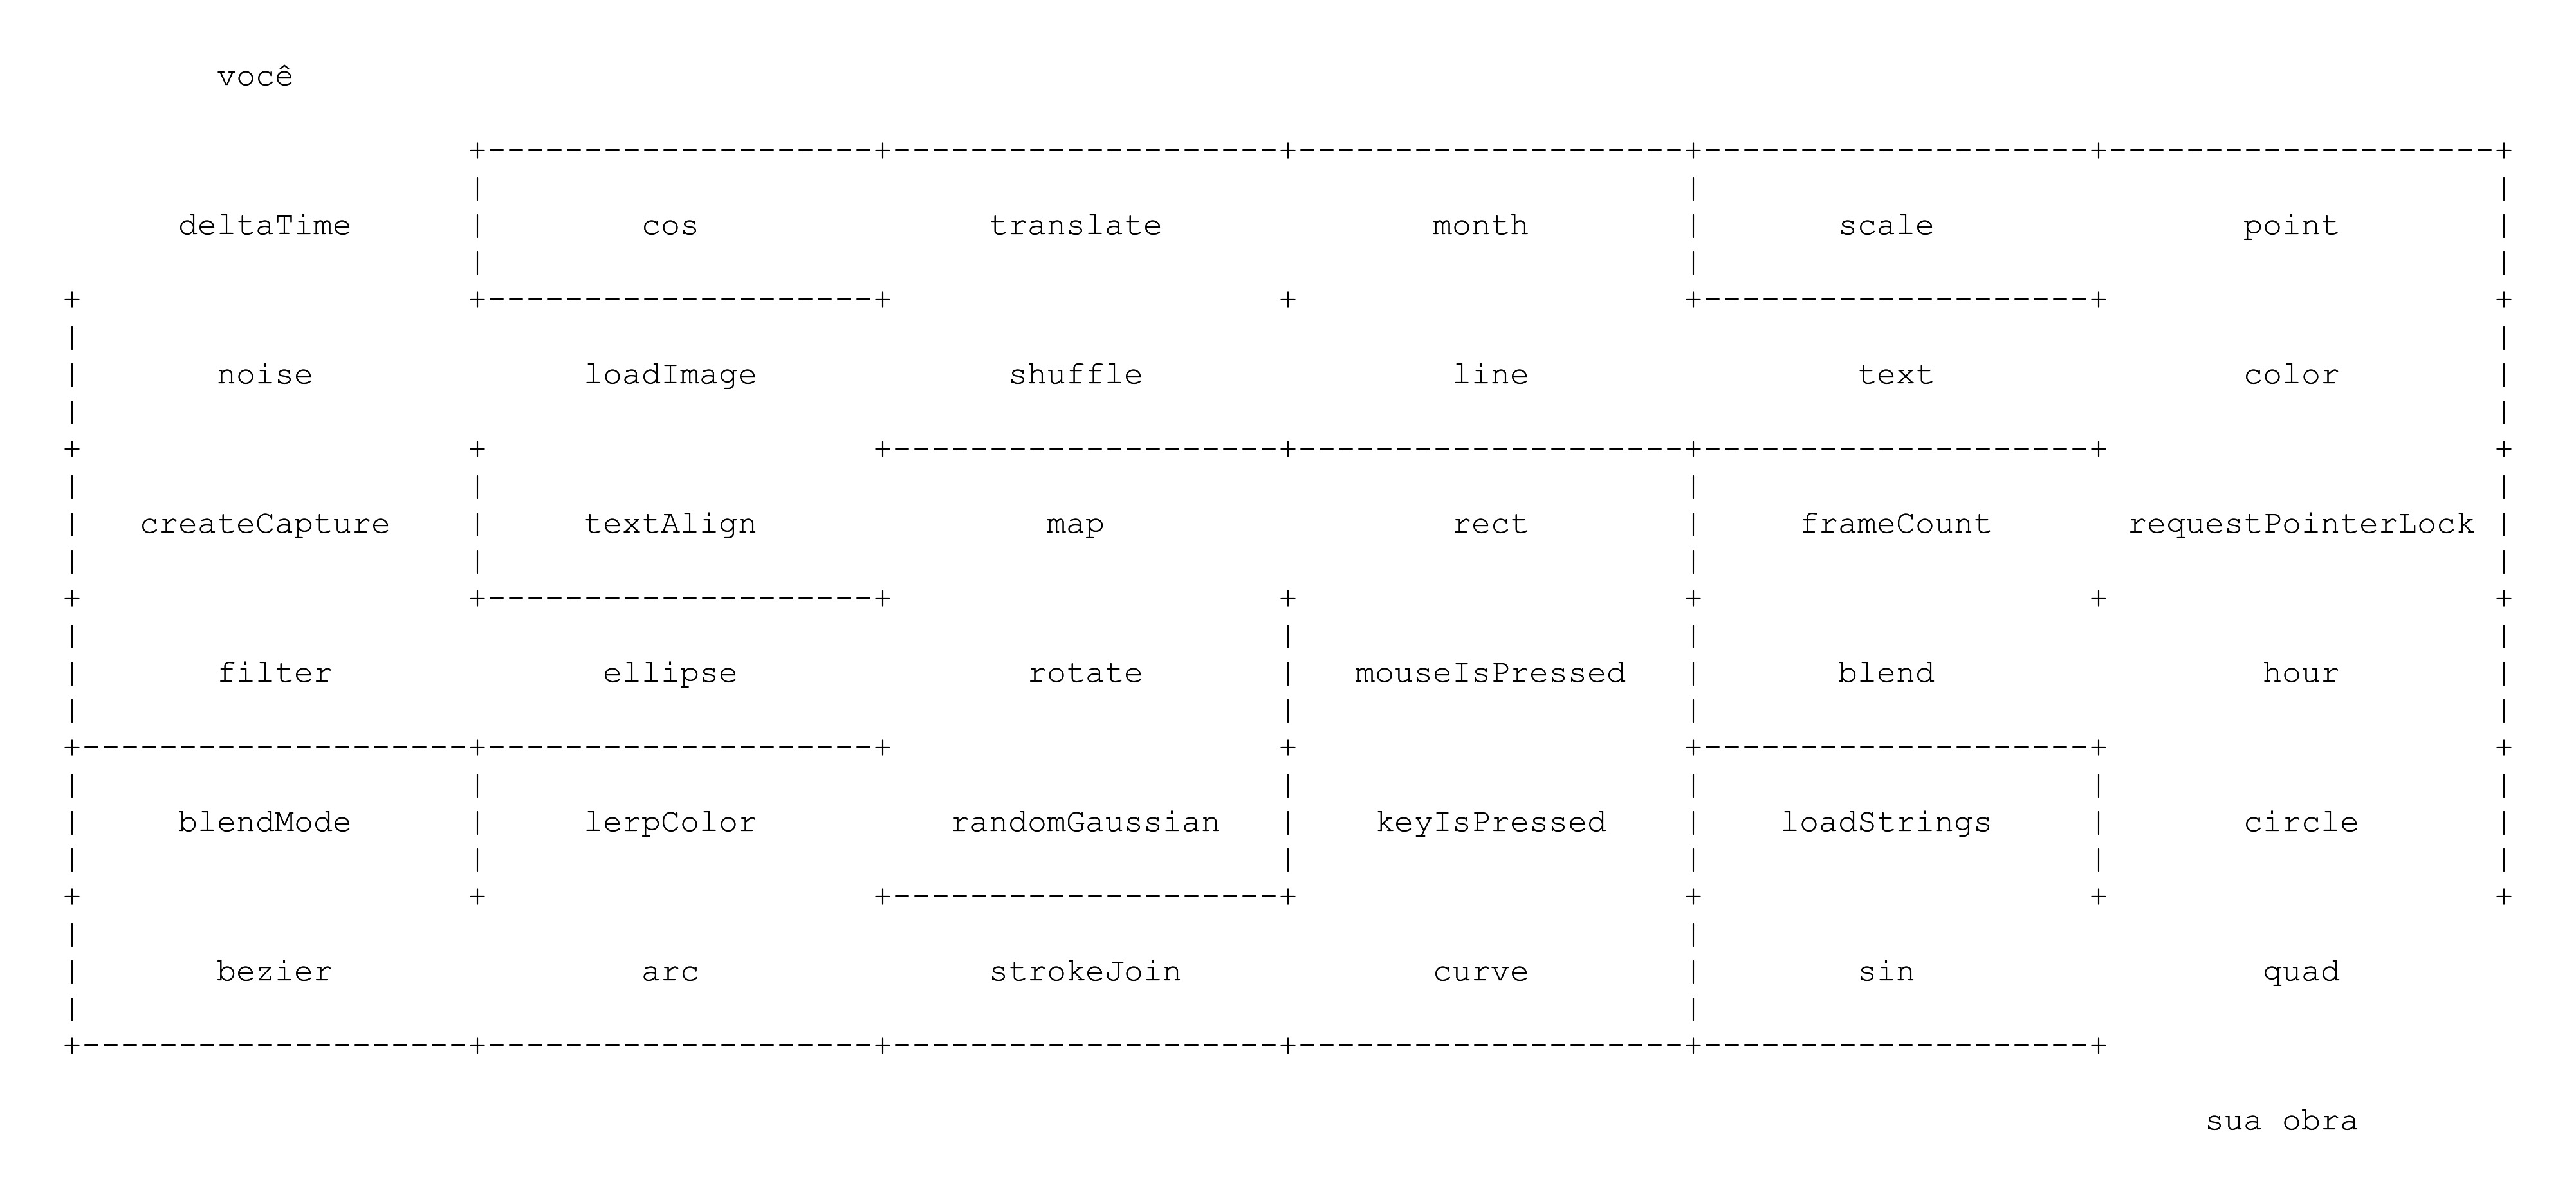 você
deltaTime cos translate month scale point
noise loadImage shuffle line text color
createCapture textAlign map rect frameCount requestPointerLock
filter ellipse rotate mouseIsPressed blend hour
blendMode lerpColor randomGaussian keyIsPressed loadStrings circle
bezier arc strokeJoin curve sin quad
sua obra